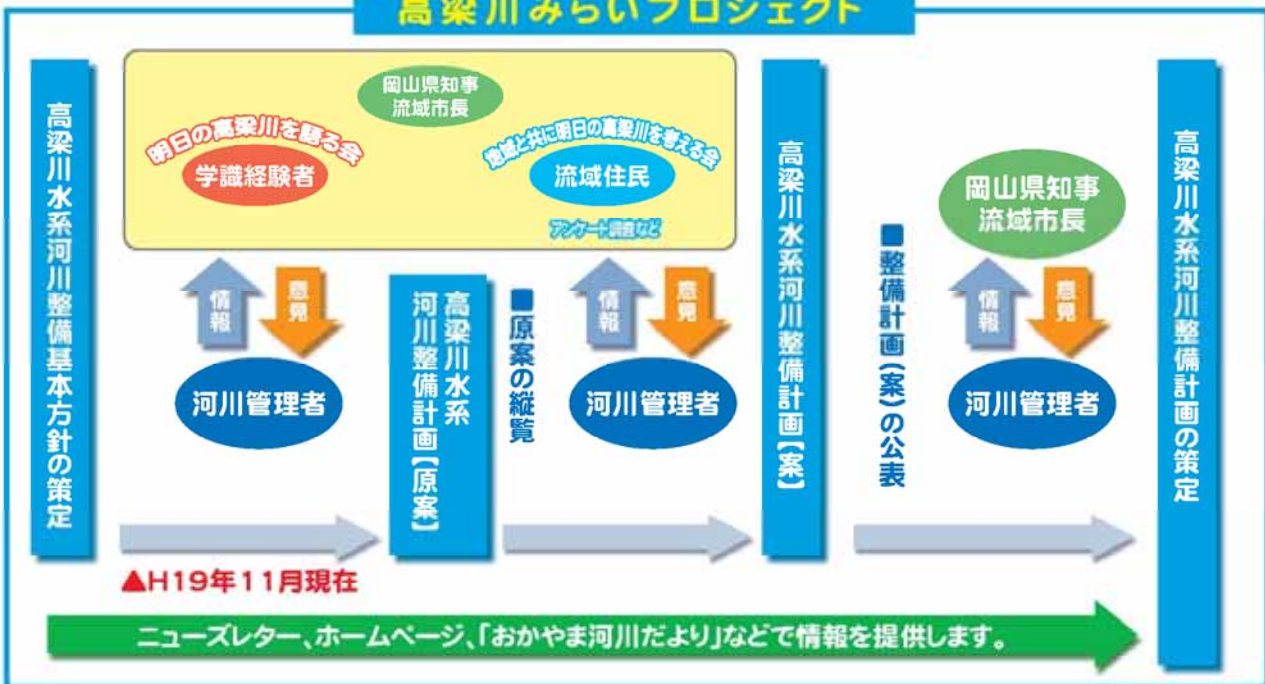 高梁川みらいプロジェクト
高梁川水系河川整備基本方針の策定
岡山県知事
流域市長
明日の高梁川を語る会
学識経験者
地域と共に明日の高梁川を考える会
流域住民
アンケート調査など
情報
意見
河川管理者
高梁川水系
河川整備計画【原案】
■原案の縦覧
情報
意見
河川管理者
高梁川水系河川整備計画【案】
■整備計画【案】の公表
岡山県知事
流域市長
情報
意見
河川管理者
高梁川水系河川整備計画の策定
▲H19年11月現在
ニューズレター、ホームページ、「おかやま河川だより」などで情報を提供します。